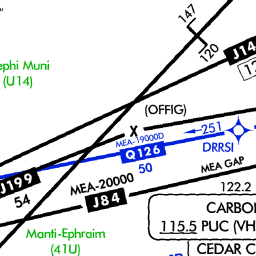 147
120
J14
ephi Muni
(U14)
(OFFIG)
X
MEA-19000D
251
Q126
DRRSI
50
MEA GAP
J199
54
MEA-20000
J84
122.2
CARBO
115.5 PUC (VH
Manti-Ephraim
(41U)
CEDAR C